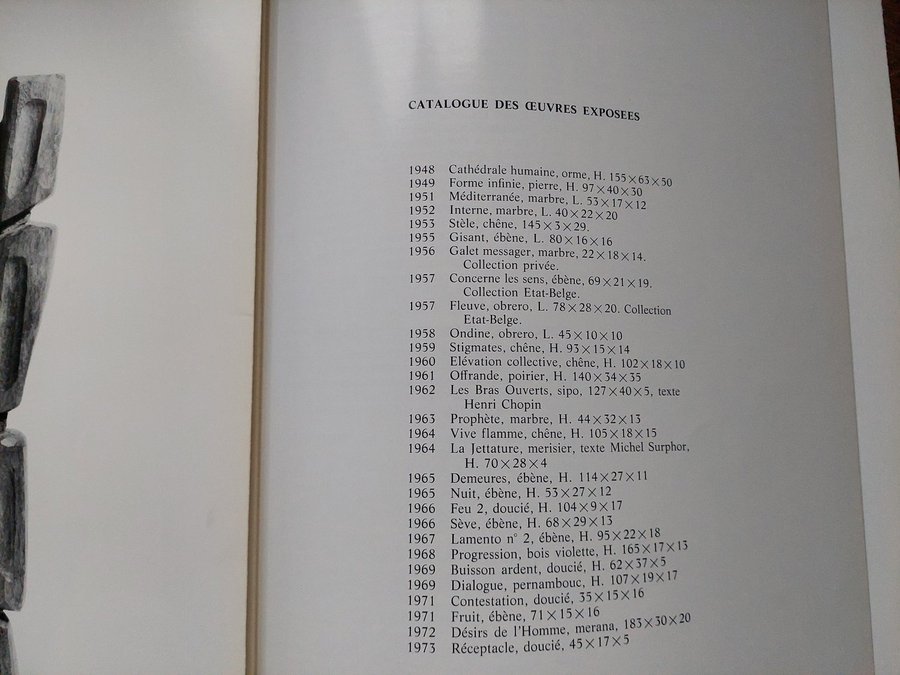 CATALOGUE DES ŒUVRES EXPOSEES
1948 Cathédrale humaine, orme, H. 155×63×50
1949 Forme infinie, pierre, H. 97×40×30
1951 Méditerranée, marbre, L. 53×17×12
1952 Interne, marbre, L. 40×22×20
1953 Stèle, chêne, 145×3×29.
1955 Gisant, ébène, L. 80×16×16
1956 Galet messager, marbre, 22×18×14.
Collection privée.
1957 Concerne les sens, ébène, 69×21×19.
Collection Etat-Belge.
1957 Fleuve, obrero, L. 78×28×20. Collection
Etat-Belge.
1958 Ondine, obrero, L. 45×10×10
1959 Stigmates, chêne, H. 93×15×14
1960 Elévation collective, chêne, H. 102×18×10
1961 Offrande, poirier, H. 140×34×35
1962 Les Bras Ouverts, sipo, 127×40×5, texte
Henri Chopin
1963 Prophète, marbre, H. 44×32×13
1964 Vive flamme, chêne, H. 105×18×15
1964 La Jettature, merisier, texte Michel Surphor,
H. 70×28×4
1965 Demeures, ébène, H. 114×27×11
1965 Nuit, ébène, H. 53×27×12
1966 Feu 2, doucié, H. 104×9×17
1966 Sève, ébène, H. 68×29×13
1967 Lamento n° 2, ébène, H. 95×22×18
1968 Progression, bois violette, H. 165×17×13
1969 Buisson ardent, doucié, H. 62×37×5
1969 Dialogue, pernambouc, H. 107×19×17
1971 Contestation, doucié, 35×15×16
1971 Fruit, ébène, 71×15×16
1972 Désirs de l'Homme, merana, 183×30×20
1973 Réceptacle, doucié, 45×17×5